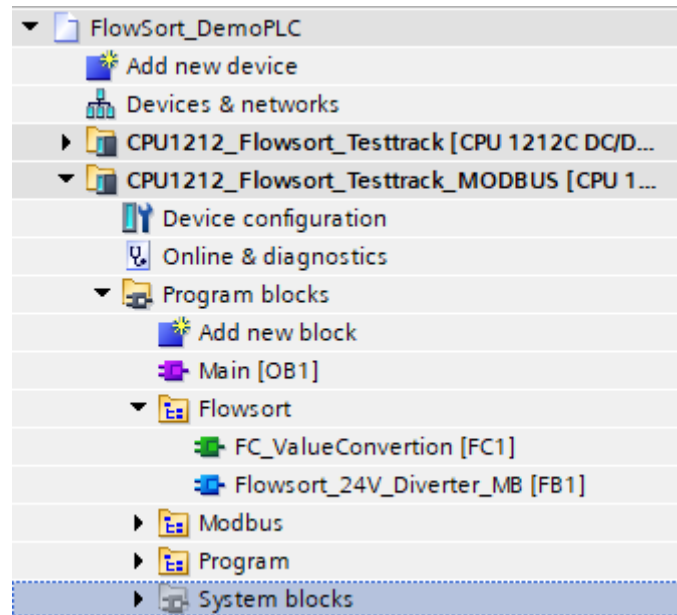 FlowSort_DemoPLC
Add new device
Devices & networks
CPU1212_Flowsort_Testtrack [CPU 1212C DC/D...
CPU1212_Flowsort_Testtrack_MODBUS [CPU 1...
Device configuration
Online & diagnostics
Program blocks
Add new block
Main [OB1]
Flowsort
FC_ValueConvertion [FC1]
Flowsort_24V_Diverter_MB [FB1]
Modbus
Program
System blocks